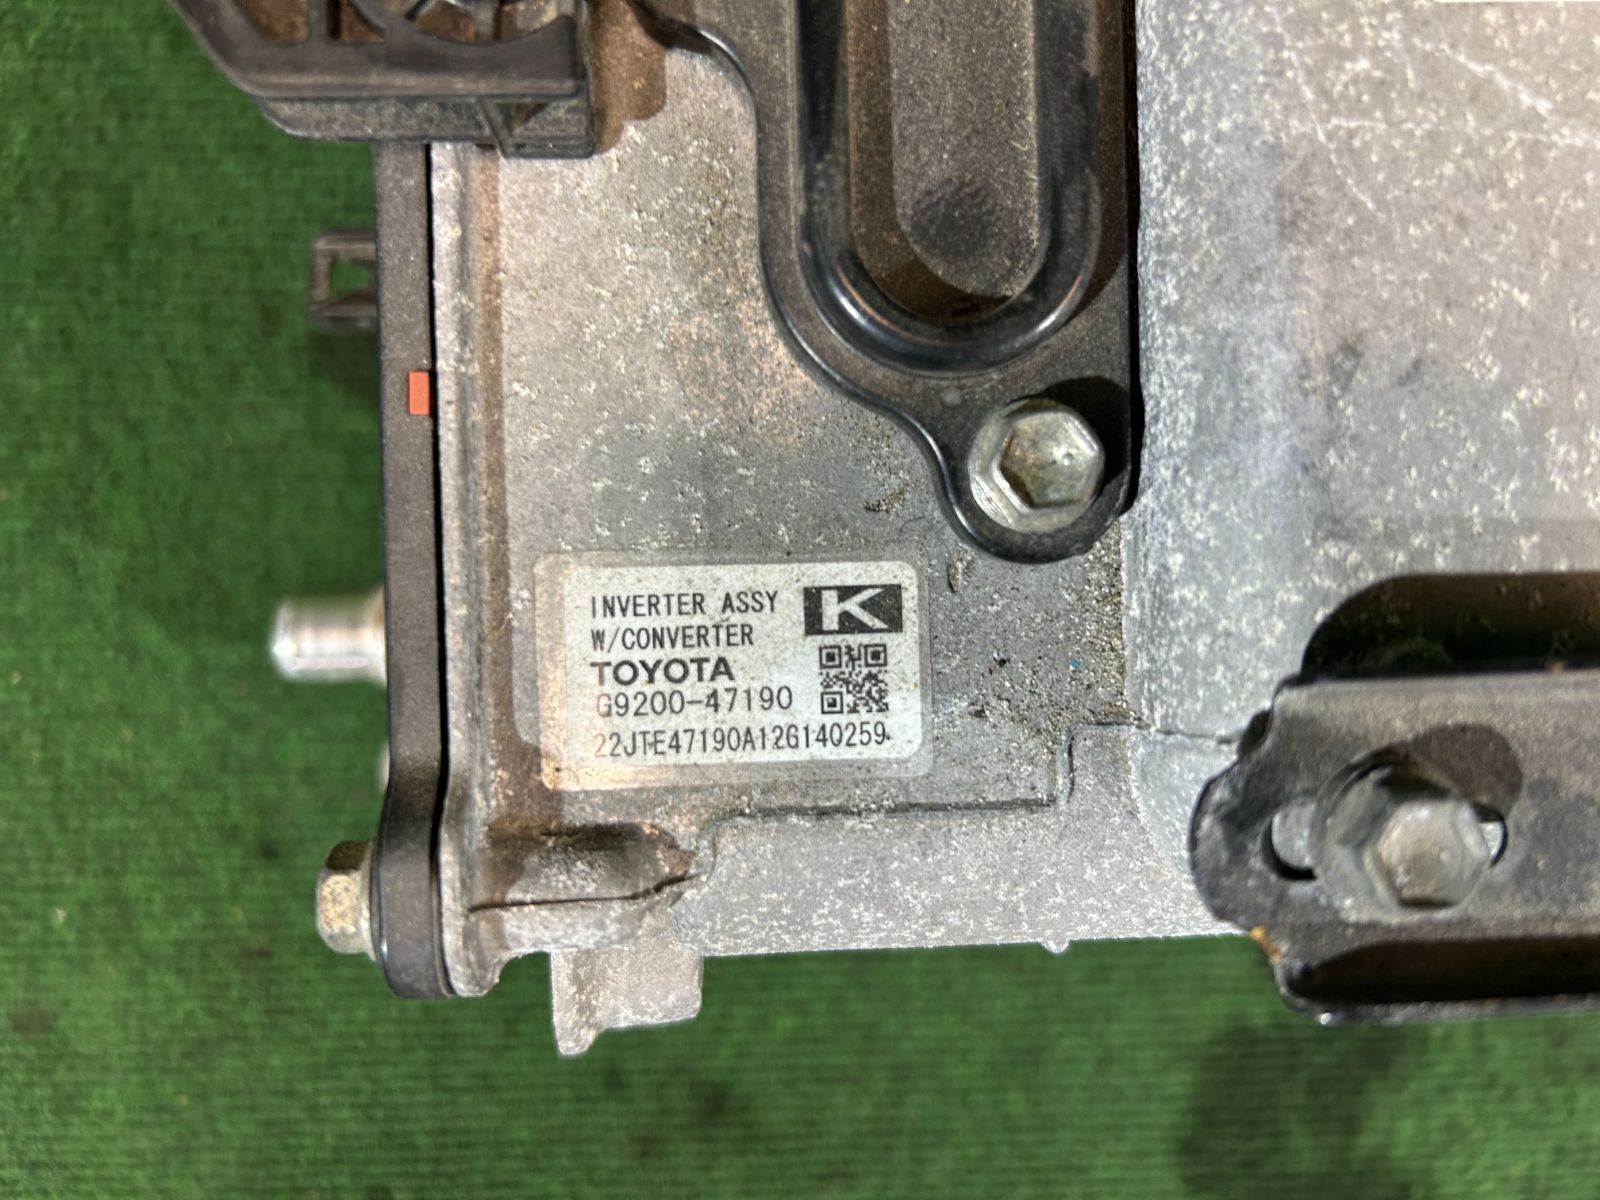 INVERTER ASSY K
W/CONVERTER
TOYOTA
G9200-47190
22JTE47190A12G140259